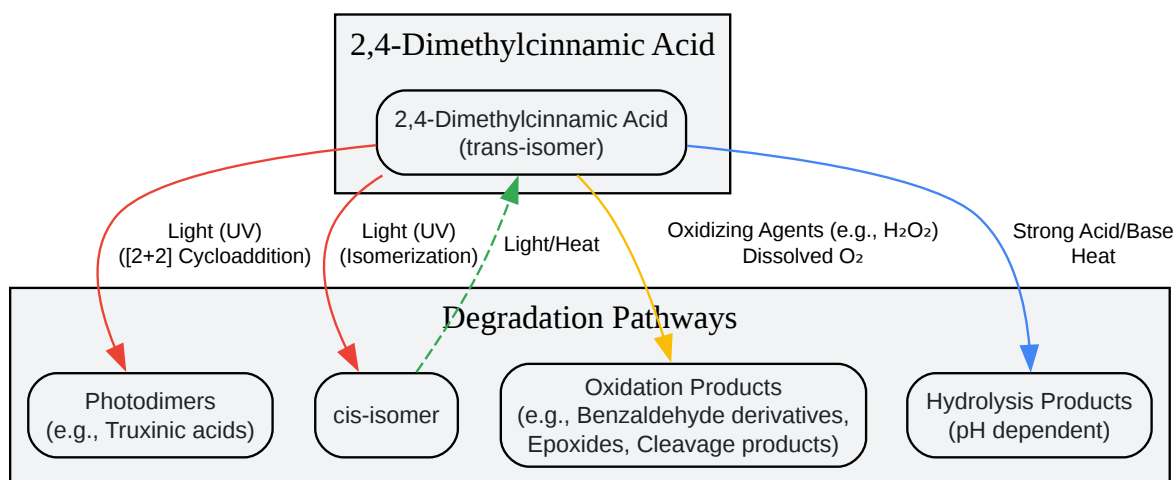 2,4-Dimethylcinnamic Acid
2,4-Dimethylcinnamic Acid
(trans-isomer)
Light (UV)
([2+2] Cycloaddition)
Light (UV)
(Isomerization)
Light/Heat
Oxidizing Agents (e.g., H₂O₂)
Dissolved O₂
Strong Acid/Base
Heat
Degradation Pathways
Photodimers
(e.g., Truxinic acids)
cis-isomer
Oxidation Products
(e.g., Benzaldehyde derivatives,
Epoxides, Cleavage products)
Hydrolysis Products
(pH dependent)